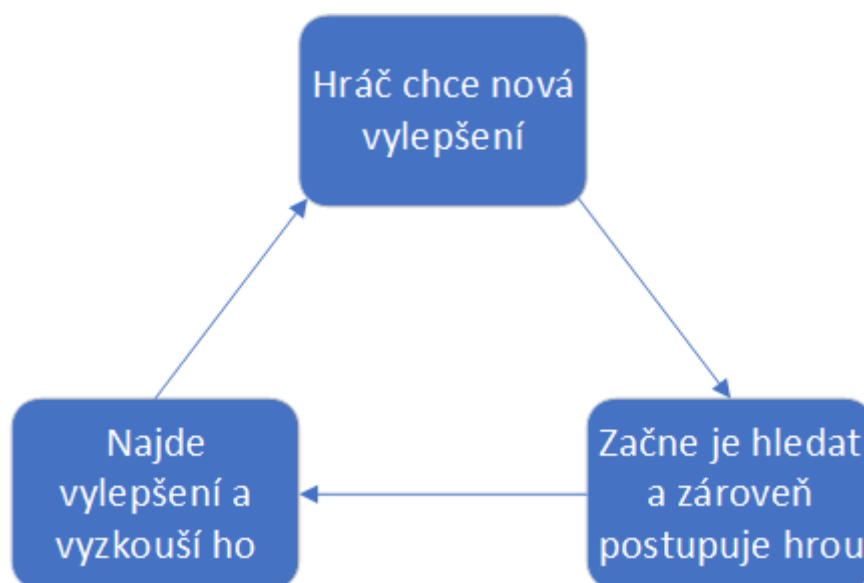 Hráč chce nová
vylepšení
Najde
vylepšení a
vyzkouší ho
Začne je hledat
a zároveň
postupuje hrou